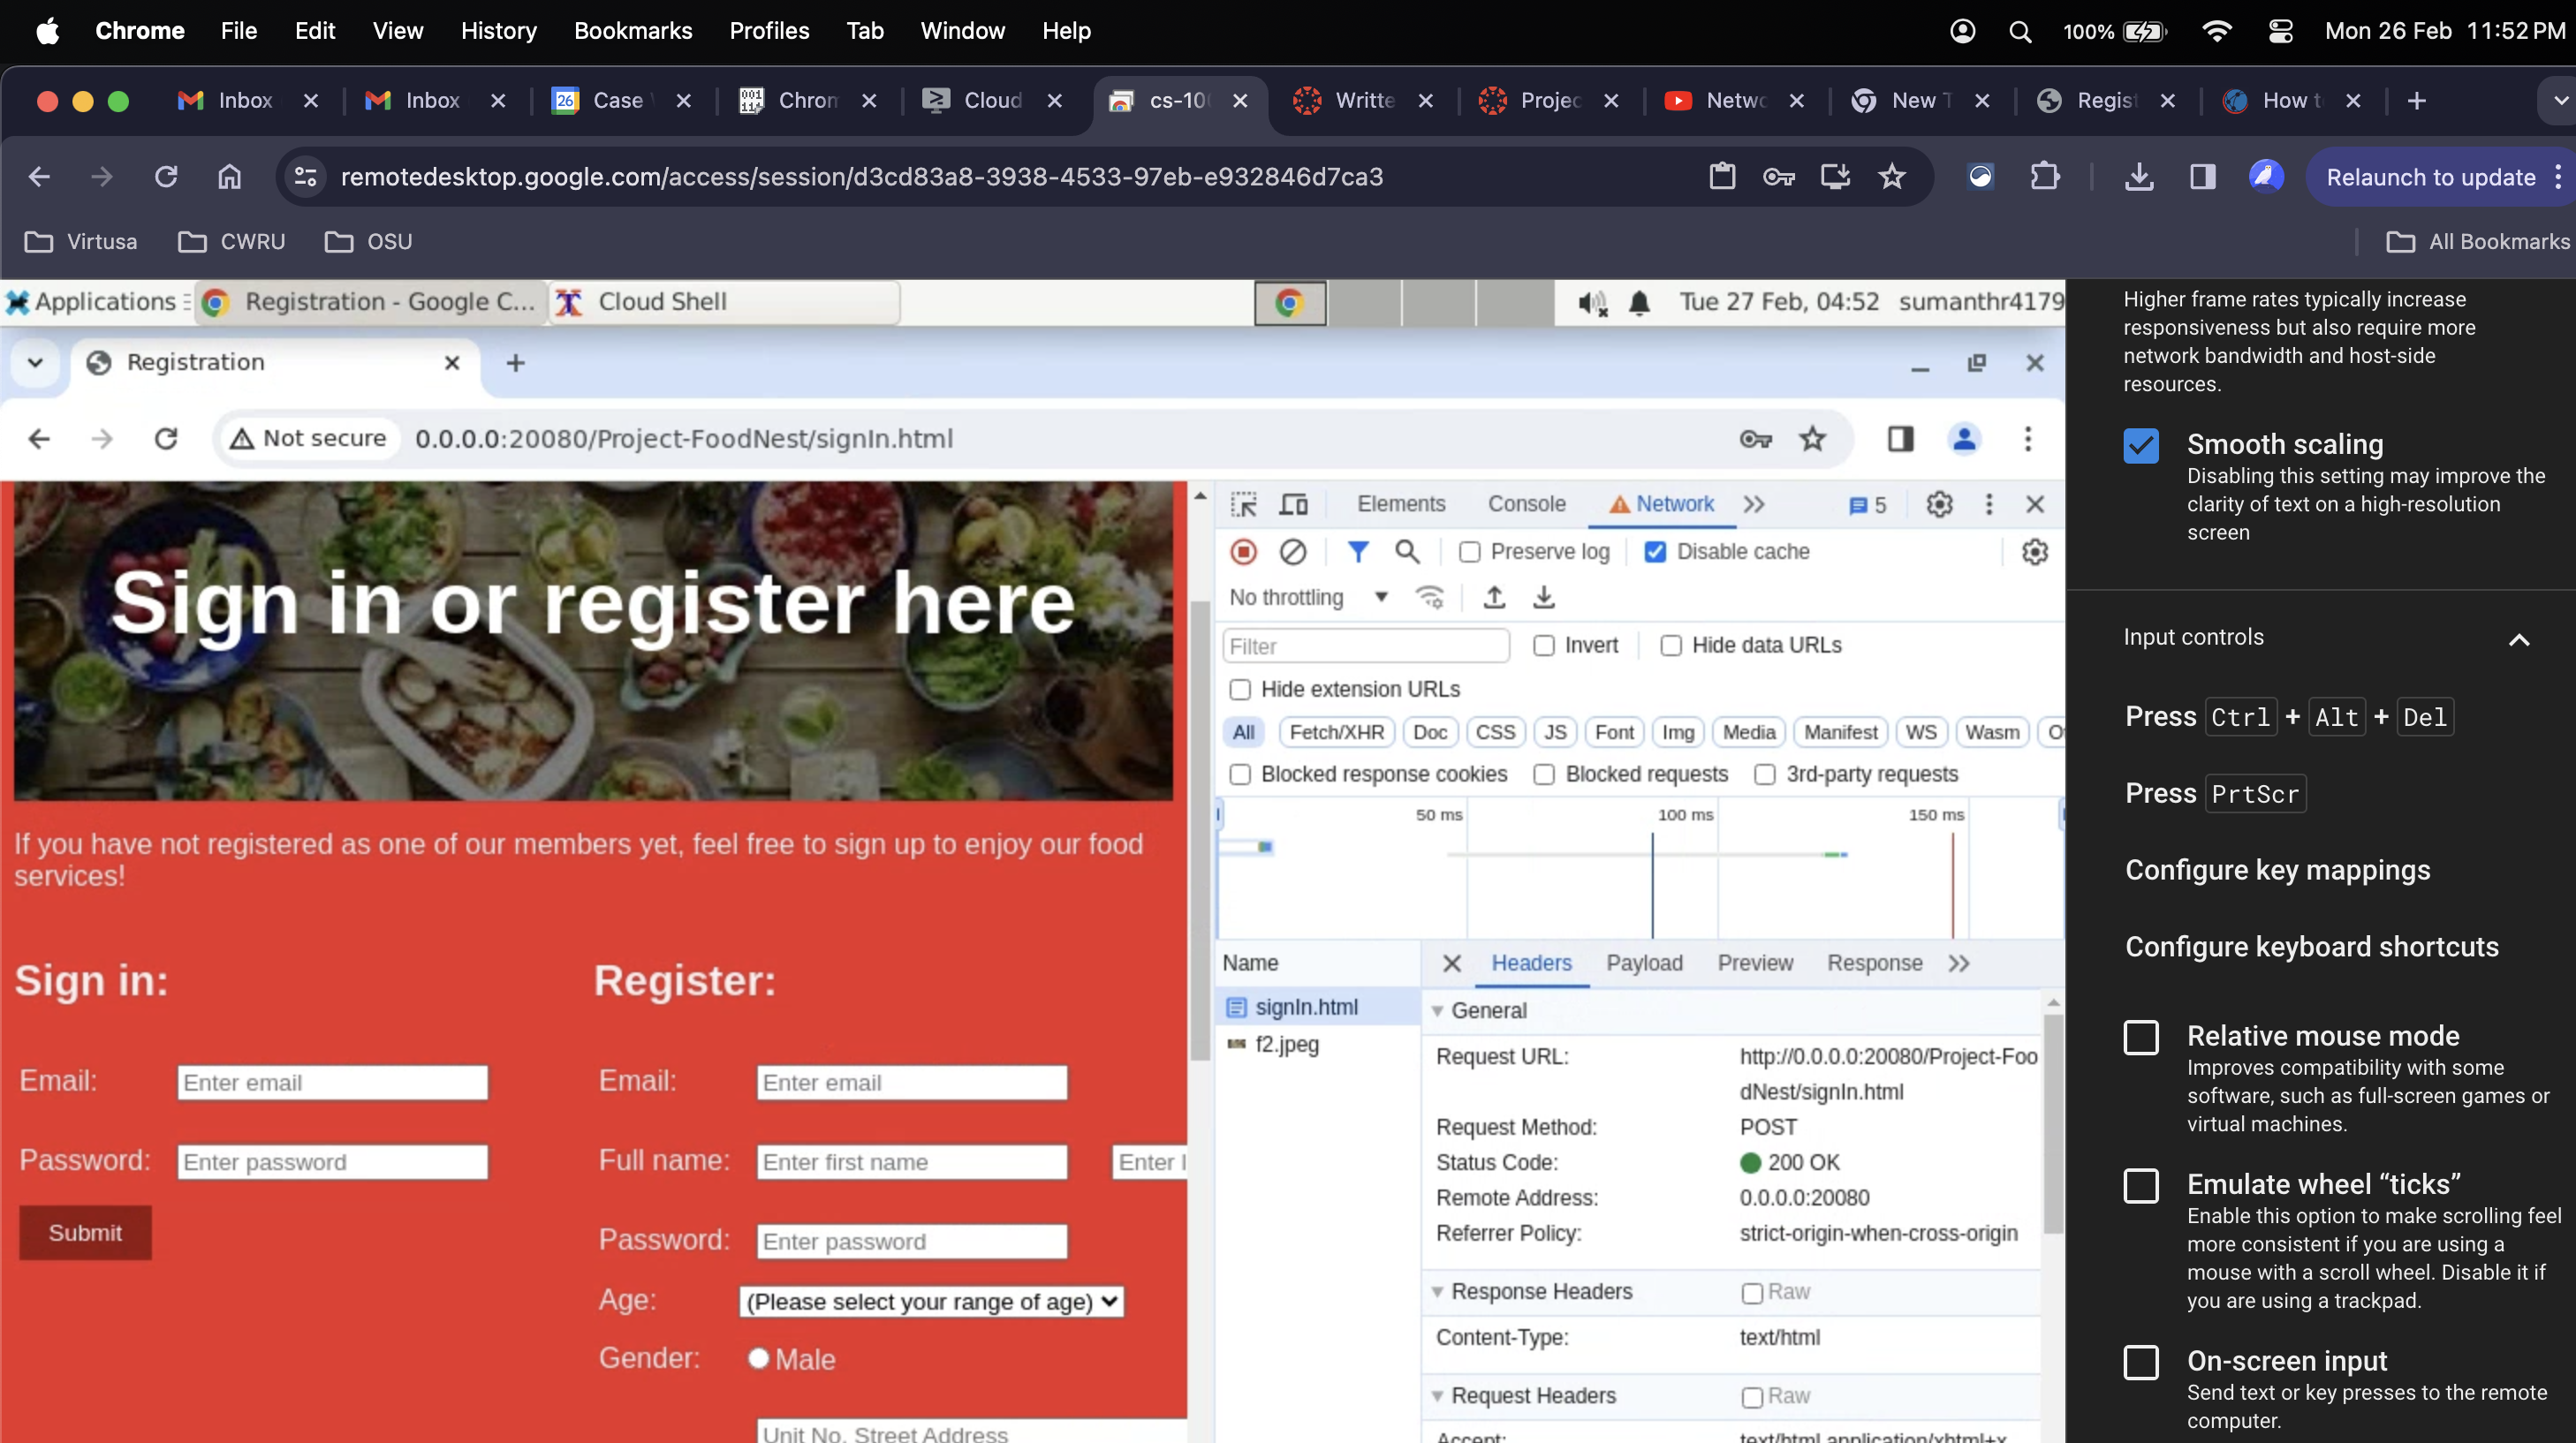 Chrome File Edit View History Bookmarks Profiles Tab Window Help 100% Mon 26 Feb 11:52 PM
Inbox Inbox 26 Case Chrom Cloud cs-10 Writte Projec Netwo New T Regist How t
remotedesktop.google.com/access/session/d3cd83a8-3938-4533-97eb-e932846d7ca3 Relaunch to update
Virtusa CWRU OSU All Bookmarks
Applications Registration - Google C... Cloud Shell Tue 27 Feb, 04:52 sumanthr4179
Registration
Not secure 0.0.0.0:20080/Project-FoodNest/signIn.html
Sign in or register here
If you have not registered as one of our members yet, feel free to sign up to enjoy our food
services!
Sign in:
Email: Enter email
Password: Enter password
Submit
Register:
Email: Enter email
Full name: Enter first name Enter l
Password: Enter password
Age: (Please select your range of age)
Gender: Male
Unit No. Street Address
Elements Console Network 5
Preserve log Disable cache
No throttling
Filter Invert Hide data URLs
Hide extension URLs
All Fetch/XHR Doc CSS JS Font Img Media Manifest WS Wasm O
Blocked response cookies Blocked requests 3rd-party requests
50 ms 100 ms 150 ms
Name
signIn.html
f2.jpeg
Headers Payload Preview Response
General
Request URL: http://0.0.0.0:20080/Project-Foo
dNest/signIn.html
Request Method: POST
Status Code: 200 OK
Remote Address: 0.0.0.0:20080
Referrer Policy: strict-origin-when-cross-origin
Response Headers Raw
Content-Type: text/html
Request Headers Raw
Accept: text/html,application/xhtml+x
Higher frame rates typically increase
responsiveness but also require more
network bandwidth and host-side
resources.
Smooth scaling
Disabling this setting may improve the
clarity of text on a high-resolution
screen
Input controls
Press Ctrl + Alt + Del
Press PrtScr
Configure key mappings
Configure keyboard shortcuts
Relative mouse mode
Improves compatibility with some
software, such as full-screen games or
virtual machines.
Emulate wheel “ticks”
Enable this option to make scrolling feel
more consistent if you are using a
mouse with a scroll wheel. Disable it if
you are using a trackpad.
On-screen input
Send text or key presses to the remote
computer.